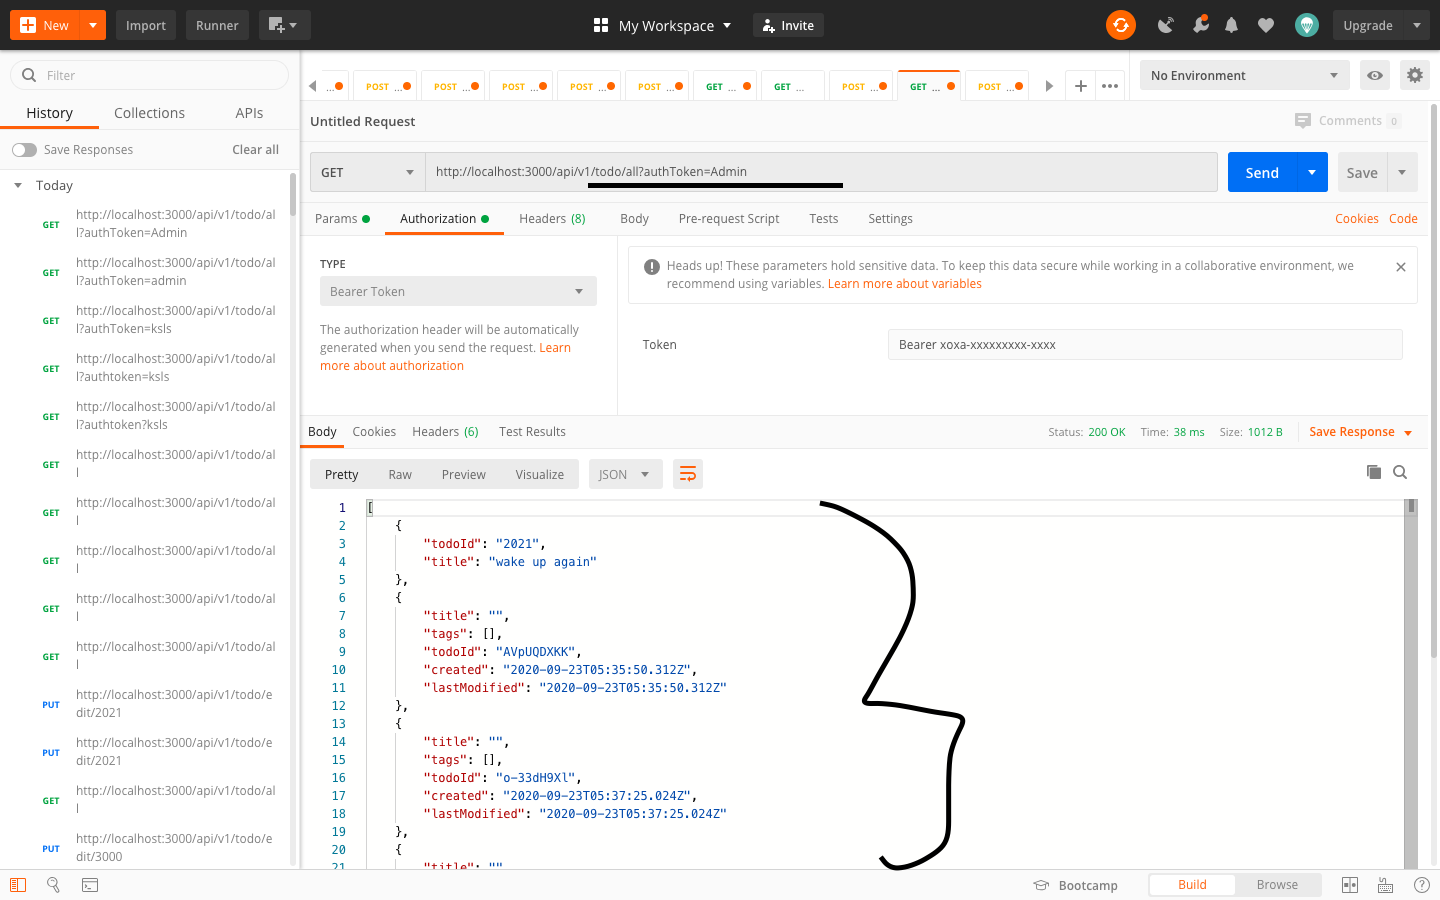 New
Import
Runner
My Workspace
Invite
Upgrade
Filter
History
Collections
APIs
Save Responses
Clear all
Today
GET http://localhost:3000/api/v1/todo/al
l?authToken=Admin
GET http://localhost:3000/api/v1/todo/al
l?authToken=admin
GET http://localhost:3000/api/v1/todo/al
l?authToken=ksls
GET http://localhost:3000/api/v1/todo/al
l?authtoken=ksls
GET http://localhost:3000/api/v1/todo/al
l?authtoken?ksls
GET http://localhost:3000/api/v1/todo/al
l
GET http://localhost:3000/api/v1/todo/al
l
GET http://localhost:3000/api/v1/todo/al
l
GET http://localhost:3000/api/v1/todo/al
l
GET http://localhost:3000/api/v1/todo/al
l
PUT http://localhost:3000/api/v1/todo/e
dit/2021
PUT http://localhost:3000/api/v1/todo/e
dit/2021
GET http://localhost:3000/api/v1/todo/al
l
PUT http://localhost:3000/api/v1/todo/e
dit/3000
... POST ... POST ... POST ... POST ... POST ... GET ... GET ... POST ... GET ... POST ...
No Environment
Untitled Request
Comments 0
GET
http://localhost:3000/api/v1/todo/all?authToken=Admin
Send
Save
Params
Authorization
Headers (8)
Body
Pre-request Script
Tests
Settings
Cookies
Code
TYPE
Bearer Token
The authorization header will be automatically
generated when you send the request. Learn
more about authorization
Heads up! These parameters hold sensitive data. To keep this data secure while working in a collaborative environment, we
recommend using variables. Learn more about variables
Token
Bearer xoxa-xxxxxxxxx-xxxx
Body
Cookies
Headers (6)
Test Results
Status: 200 OK
Time: 38 ms
Size: 1012 B
Save Response
Pretty
Raw
Preview
Visualize
JSON
1 [
2 {
3 "todoId": "2021",
4 "title": "wake up again"
5 },
6 {
7 "title": "",
8 "tags": [],
9 "todoId": "AVpUQDXKK",
10 "created": "2020-09-23T05:35:50.312Z",
11 "lastModified": "2020-09-23T05:35:50.312Z"
12 },
13 {
14 "title": "",
15 "tags": [],
16 "todoId": "o-33dH9Xl",
17 "created": "2020-09-23T05:37:25.024Z",
18 "lastModified": "2020-09-23T05:37:25.024Z"
19 },
20 {
21 "title": ""
Bootcamp
Build
Browse